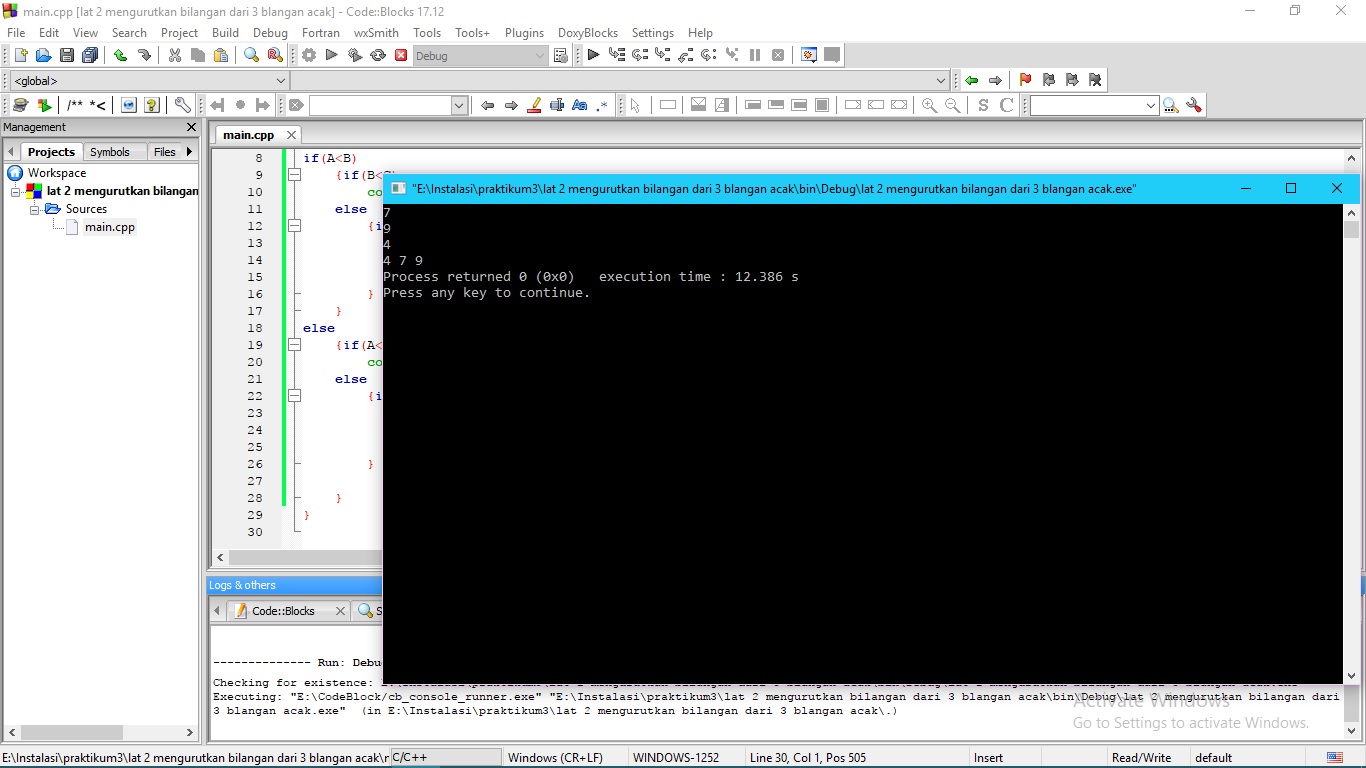 main.cpp [lat 2 mengurutkan bilangan dari 3 blangan acak] - Code::Blocks 17.12
File Edit View Search Project Build Debug Fortran wxSmith Tools Tools+ Plugins DoxyBlocks Settings Help
Debug
<global>
/** *<
Management
main.cpp
Projects Symbols Files
Workspace
lat 2 mengurutkan bilangan
Sources
main.cpp
8 if(A<B)
9 {if(B<
10 co
11 else
12 {i
13
14
15
16 }
17 }
18 else
19 {if(A<
20 co
21 else
22 {i
23
24
25
26 }
27
28 }
29 }
30
"E:\Instalasi\praktikum3\lat 2 mengurutkan bilangan dari 3 blangan acak\bin\Debug\lat 2 mengurutkan bilangan dari 3 blangan acak.exe"
7
9
4
4 7 9
Process returned 0 (0x0)   execution time : 12.386 s
Press any key to continue.
Logs & others
Code::Blocks S
-------------- Run: Debu
Checking for existence:
Executing: "E:\CodeBlock/cb_console_runner.exe" "E:\Instalasi\praktikum3\lat 2 mengurutkan bilangan dari 3 blangan acak\bin\Debug\lat 2 mengurutkan bilangan dari
3 blangan acak.exe"  (in E:\Instalasi\praktikum3\lat 2 mengurutkan bilangan dari 3 blangan acak\.)
Activate Windows
Go to Settings to activate Windows.
E:\Instalasi\praktikum3\lat 2 mengurutkan bilangan dari 3 blangan acak\r C/C++ Windows (CR+LF) WINDOWS-1252 Line 30, Col 1, Pos 505 Insert Read/Write default